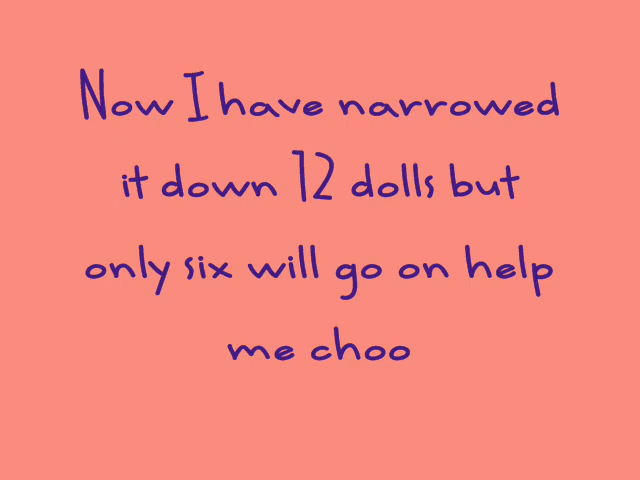 Now I have narrowed
it down 12 dolls but
only six will go on help
me choo